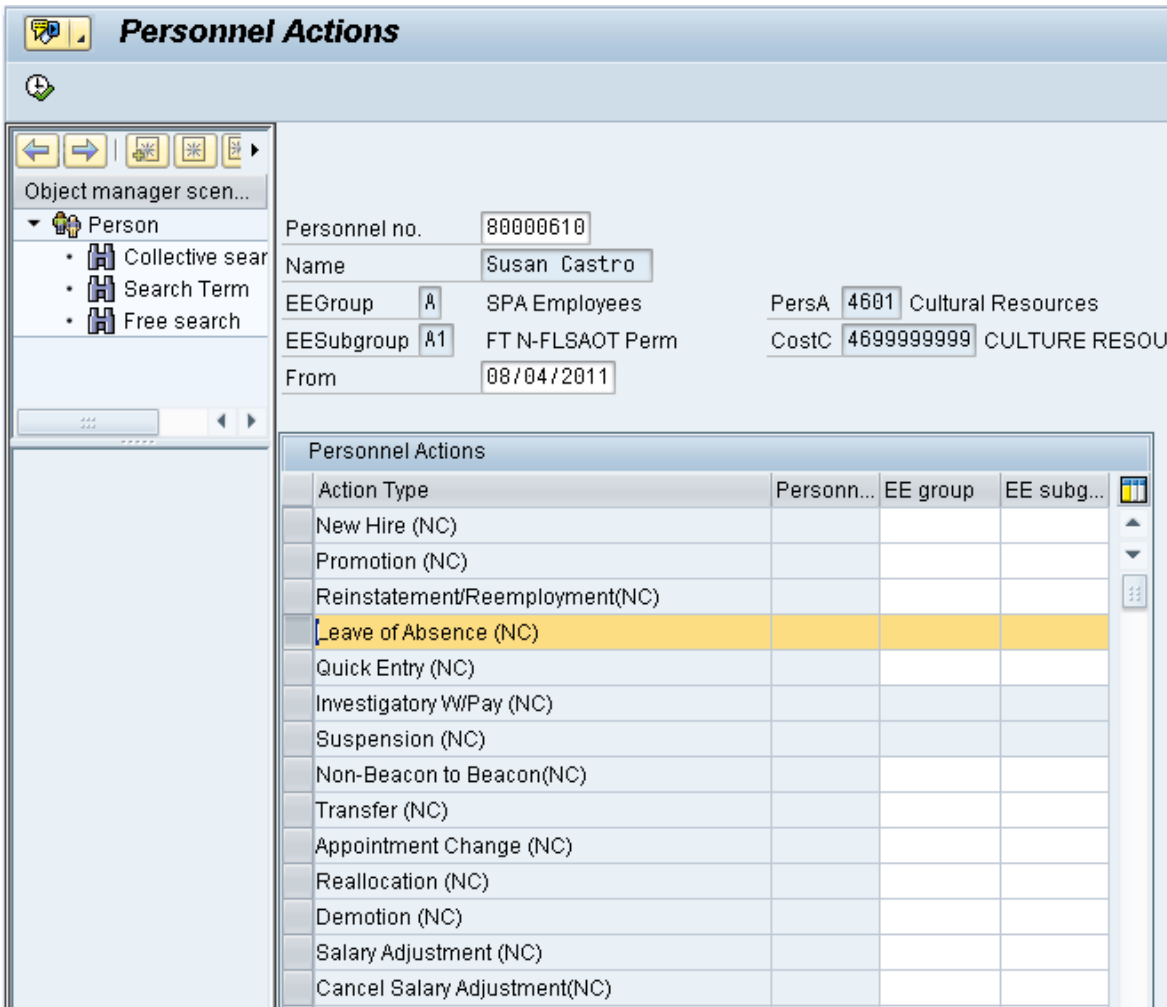 Personnel Actions
Object manager scen...
Person
Collective sear
Search Term
Free search
Personnel no. 80000610
Name Susan Castro
EEGroup A SPA Employees PersA 4601 Cultural Resources
EESubgroup A1 FT N-FLSAOT Perm CostC 4699999999 CULTURE RESOU
From 08/04/2011
Personnel Actions
Action Type Personn... EE group EE subg...
New Hire (NC)
Promotion (NC)
Reinstatement/Reemployment(NC)
Leave of Absence (NC)
Quick Entry (NC)
Investigatory W/Pay (NC)
Suspension (NC)
Non-Beacon to Beacon(NC)
Transfer (NC)
Appointment Change (NC)
Reallocation (NC)
Demotion (NC)
Salary Adjustment (NC)
Cancel Salary Adjustment(NC)